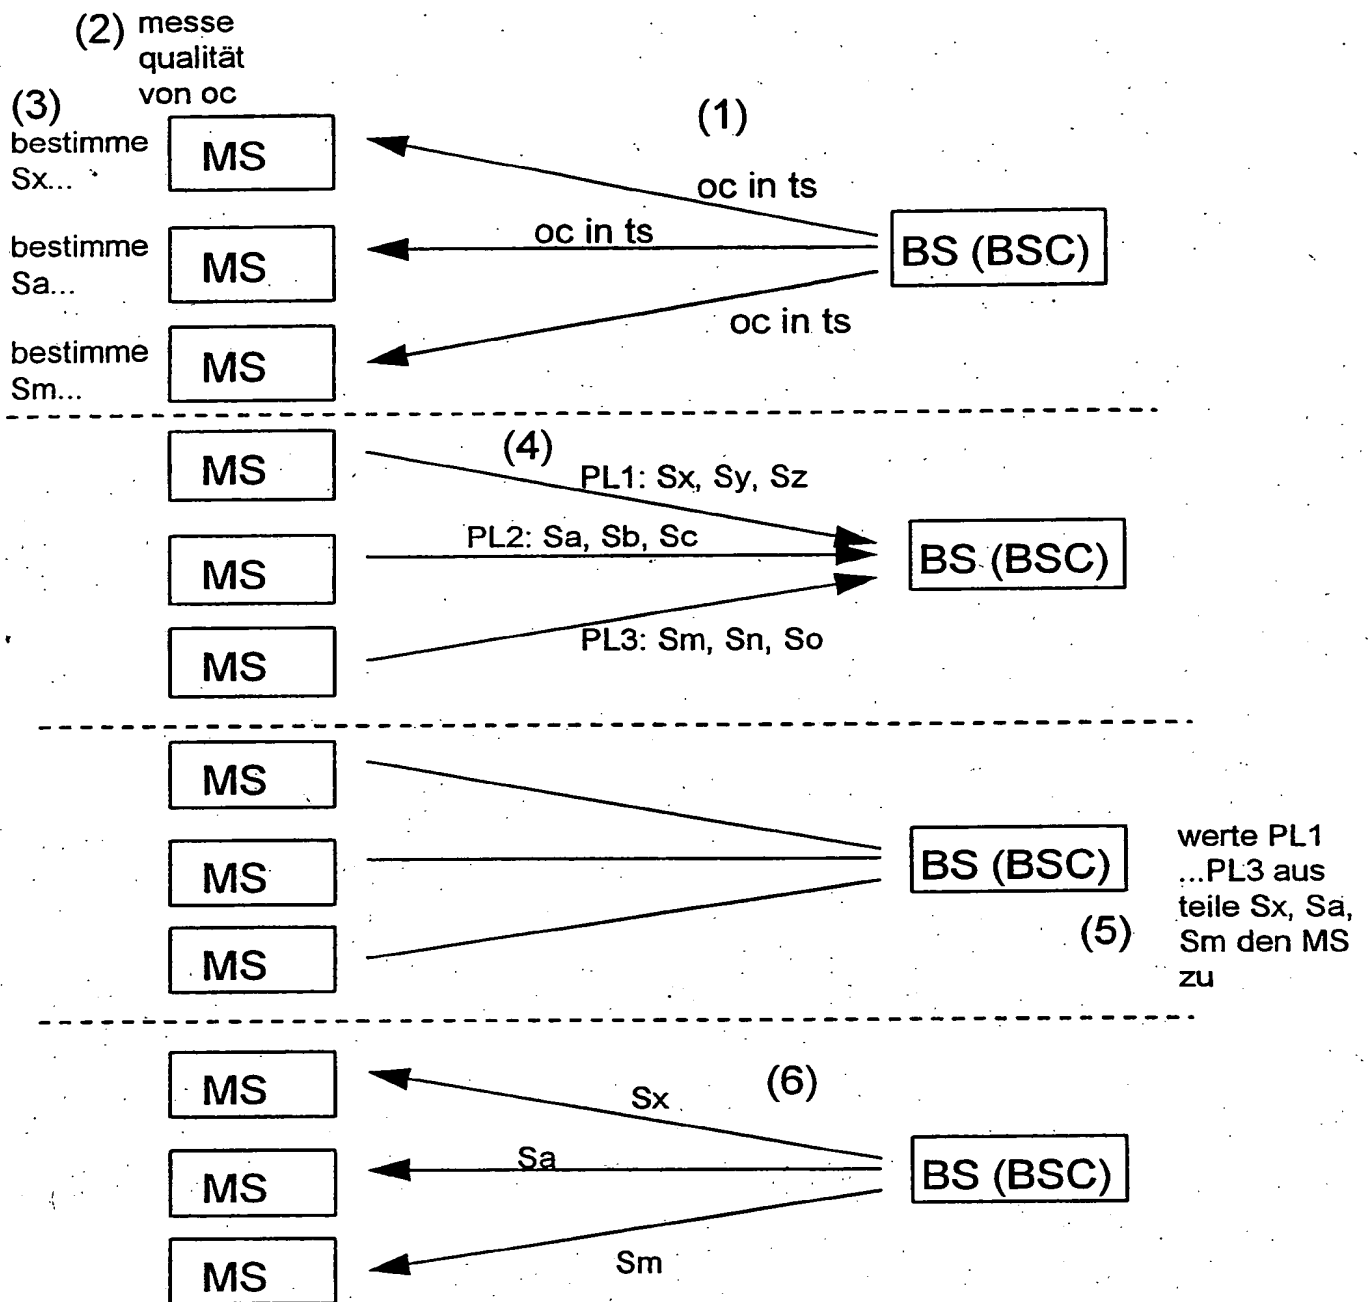 (2) messe
qualität
von oc
(3)
bestimme
Sx...
MS
(1)
oc in ts
bestimme
Sa...
MS
oc in ts
BS (BSC)
bestimme
Sm...
MS
oc in ts
MS
(4)
PL1: Sx, Sy, Sz
MS
PL2: Sa, Sb, Sc
BS (BSC)
MS
PL3: Sm, Sn, So
MS
MS
BS (BSC)
MS
(5)
werte PL1
...PL3 aus
teile Sx, Sa,
Sm den MS
zu
MS
Sx
(6)
MS
Sa
BS (BSC)
MS
Sm